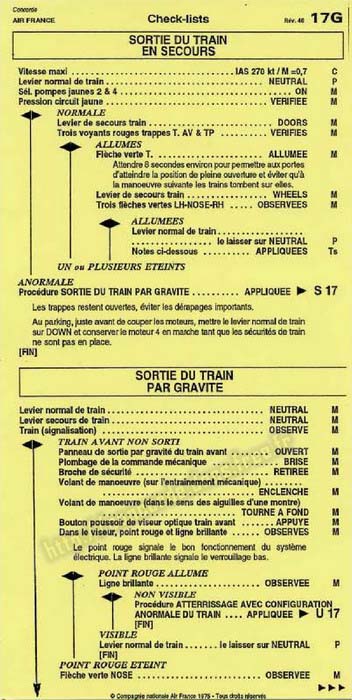 Concorde
AIR FRANCE Check-lists Rév. 46 17G
SORTIE DU TRAIN
EN SECOURS
Vitesse maxi ........ IAS 270 kt / M =0,7 C
Levier normal de train ........ NEUTRAL P
Sél. pompes jaunes 2 & 4 ........ ON M
Pression circuit jaune ........ VERIFIEE M
NORMALE
Levier de secours train ........ DOORS M
Trois voyants rouges trappes T. AV & TP ........ VERIFIES M
ALLUMES
Flèche verte T. ........ ALLUMEE M
Attendre 8 secondes environ pour permettre aux portes
d'atteindre la position de pleine ouverture et éviter qu'à
la manoeuvre suivante les trains tombent sur elles.
Levier de secours train ........ WHEELS M
Trois flèches vertes LH-NOSE-RH ........ OBSERVEES M
ALLUMEES
Levier normal de train ........
........ le laisser sur NEUTRAL P
Notes ci-dessous ........ APPLIQUEES Ts
UN ou PLUSIEURS ETEINTS
ANORMALE
Procédure SORTIE DU TRAIN PAR GRAVITE ........ APPLIQUEE ► S 17
Les trappes restent ouvertes, éviter les dérapages importants.
Au parking, juste avant de couper les moteurs, mettre le levier normal de train
sur DOWN et conserver le moteur 4 en marche tant que les sécurités de train
ne sont pas en place.
[FIN]
SORTIE DU TRAIN
PAR GRAVITE
Levier normal de train ........ NEUTRAL M
Levier secours de train ........ NEUTRAL M
Train (signalisation) ........ OBSERVE M
TRAIN AVANT NON SORTI
Panneau de sortie par gravité du train avant ........ OUVERT M
Plombage de la commande mécanique ........ BRISE M
Broche de sécurité ........ RETIREE M
Volant de manoeuvre (sur l'entrainement mécanique) ........
........ ENCLENCHE M
Volant de manoeuvre (dans le sens des aiguilles d'une montre)
........ TOURNE A FOND M
Bouton poussoir de viseur optique train avant ........ APPUYE M
Dans le viseur, point rouge et ligne brillante ........ OBSERVES M
Le point rouge signale le bon fonctionnement du système
électrique. La ligne brillante signale le verrouillage bas.
POINT ROUGE ALLUME
Ligne brillante ........ OBSERVEE M
NON VISIBLE
Procédure ATTERRISSAGE AVEC CONFIGURATION
ANORMALE DU TRAIN .... APPLIQUEE ► U 17
[FIN]
VISIBLE
Levier normal de train ........ le laisser sur NEUTRAL P
[FIN]
POINT ROUGE ETEINT
Flèche verte NOSE ........ OBSERVEE M
►►►
© Compagnie nationale Air France 1975 - Tous droits réservés